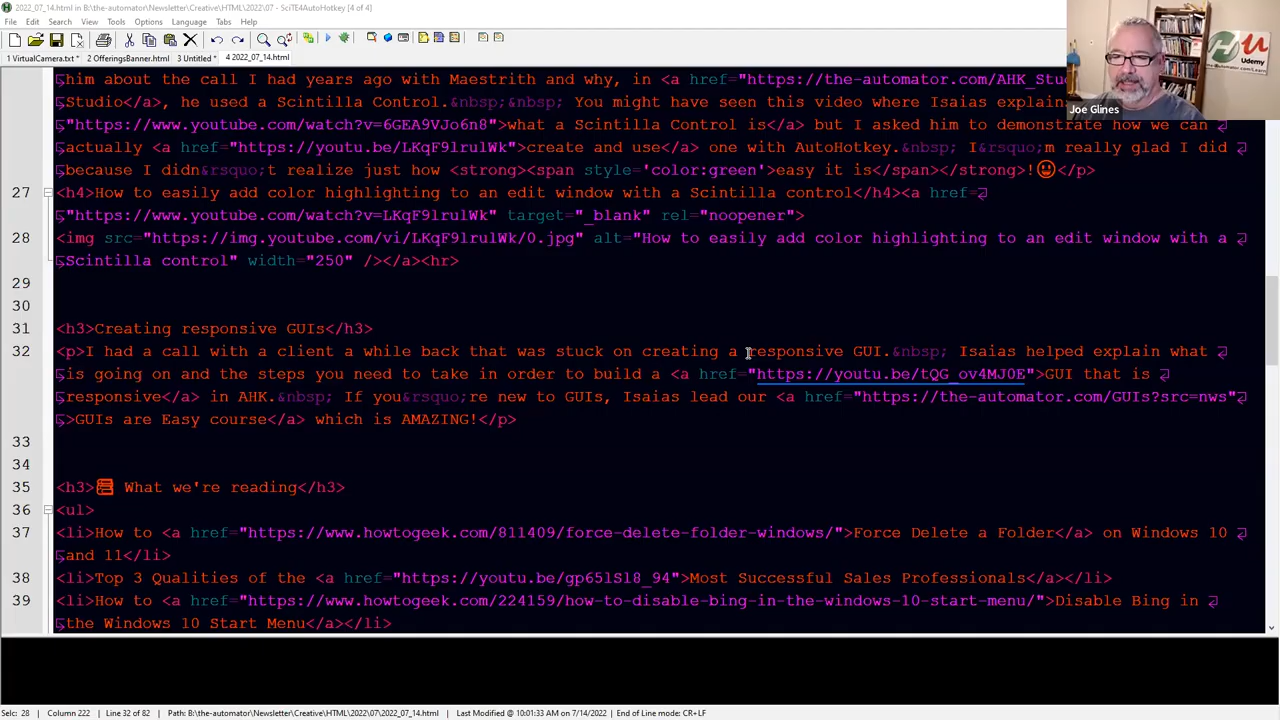 2022_07_14.html in B:\the-automator\Newsletter\Creative\HTML\2022\07 - SciTE4AutoHotkey [4 of 4]
File Edit Search View Tools Options Language Tabs Help
1 VirtualCamera.txt * 2 OfferingsBanner.html 3 Untitled * 4 2022_07_14.html
him about the call I had years ago with Maestrith and why, in <a href="https://the-automator.com/AHK_Stu
Studio</a>, he used a Scintilla Control.&nbsp;&nbsp; You might have seen this video where Isaias explain
"https://www.youtube.com/watch?v=6GEA9VJo6n8">what a Scintilla Control is</a> but I asked him to demonstrate how we can
actually <a href="https://youtu.be/LKqF9lrulWk">create and use</a> one with AutoHotkey.&nbsp; I&rsquo;m really glad I did
because I didn&rsquo;t realize just how <strong><span style='color:green'>easy it is</span></strong>!😀</p>
27 <h4>How to easily add color highlighting to an edit window with a Scintilla control</h4><a href=
"https://www.youtube.com/watch?v=LKqF9lrulWk" target="_blank" rel="noopener">
28 <img src="https://img.youtube.com/vi/LKqF9lrulWk/0.jpg" alt="How to easily add color highlighting to an edit window with a
Scintilla control" width="250" /></a><hr>
29
30
31 <h3>Creating responsive GUIs</h3>
32 <p>I had a call with a client a while back that was stuck on creating a responsive GUI.&nbsp; Isaias helped explain what
is going on and the steps you need to take in order to build a <a href="https://youtu.be/tQG_ov4MJ0E">GUI that is
responsive</a> in AHK.&nbsp; If you&rsquo;re new to GUIs, Isaias lead our <a href="https://the-automator.com/GUIs?src=nws"
>GUIs are Easy course</a> which is AMAZING!</p>
33
34
35 <h3> What we're reading</h3>
36 <ul>
37 <li>How to <a href="https://www.howtogeek.com/811409/force-delete-folder-windows/">Force Delete a Folder</a> on Windows 10
and 11</li>
38 <li>Top 3 Qualities of the <a href="https://youtu.be/gp65lSl8_94">Most Successful Sales Professionals</a></li>
39 <li>How to <a href="https://www.howtogeek.com/224159/how-to-disable-bing-in-the-windows-10-start-menu/">Disable Bing in
the Windows 10 Start Menu</a></li>
Joe Glines
Selc: 28 Column 222 Line 32 of 82 Path: B:\the-automator\Newsletter\Creative\HTML\2022\07\2022_07_14.html Last Modified @ 10:01:33 AM on 7/14/2022 End of Line mode: CR+LF